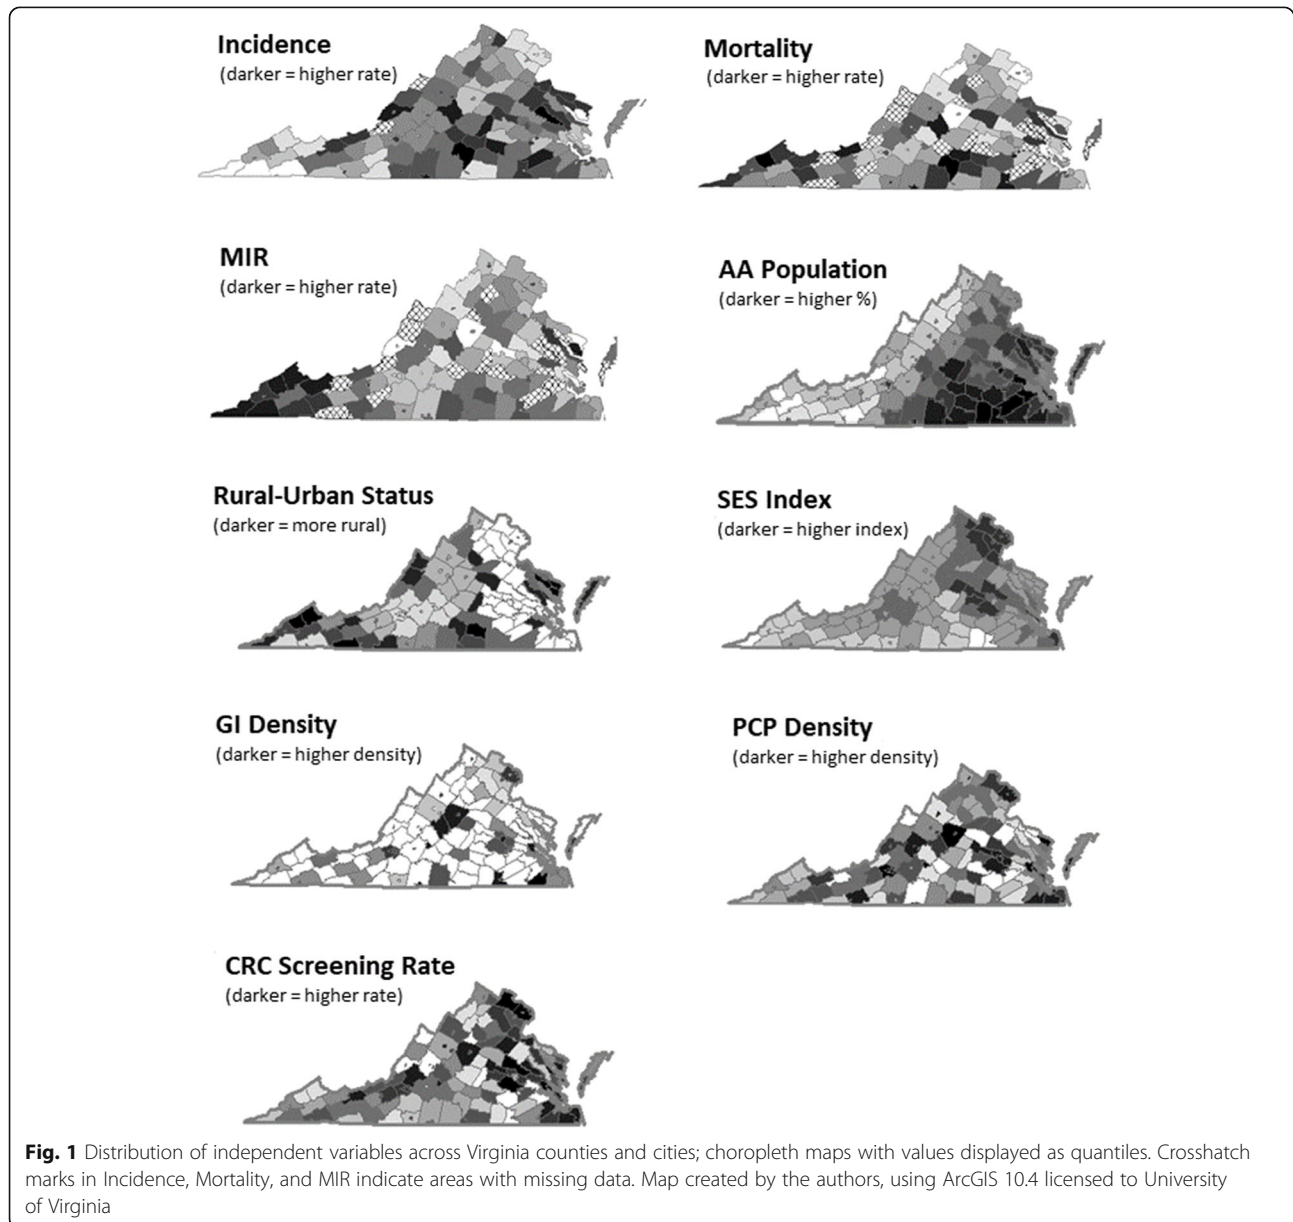 Incidence
(darker = higher rate)
Mortality
(darker = higher rate)
MIR
(darker = higher rate)
AA Population
(darker = higher %)
Rural-Urban Status
(darker = more rural)
SES Index
(darker = higher index)
GI Density
(darker = higher density)
PCP Density
(darker = higher density)
CRC Screening Rate
(darker = higher rate)
Fig. 1 Distribution of independent variables across Virginia counties and cities; choropleth maps with values displayed as quantiles. Crosshatch
marks in Incidence, Mortality, and MIR indicate areas with missing data. Map created by the authors, using ArcGIS 10.4 licensed to University
of Virginia